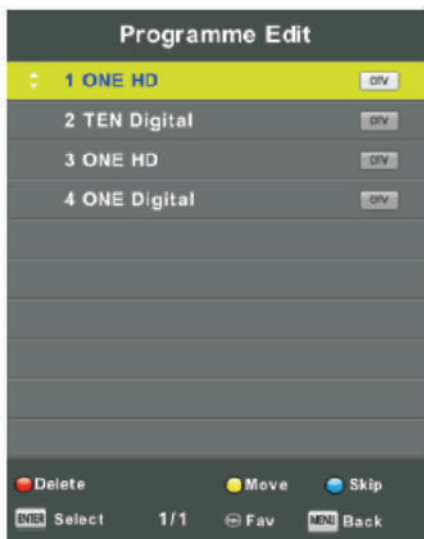 Programme Edit
1 ONE HD DTV
2 TEN Digital DTV
3 ONE HD DTV
4 ONE Digital DTV
Delete Move Skip
ENTER Select 1/1 Fav MENU Back